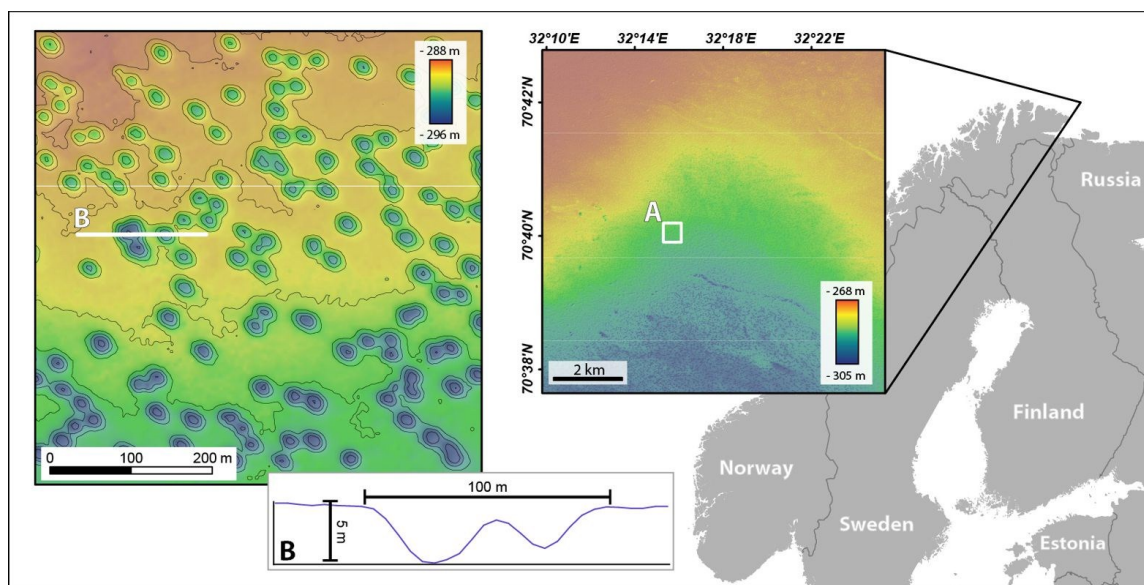 - 288 m
- 296 m
B
0 100 200 m
32°10'E 32°14'E 32°18'E 32°22'E
70°42'N
70°40'N
70°38'N
A
2 km
- 268 m
- 305 m
100 m
5 m
B
Russia
Finland
Norway
Sweden
Estonia